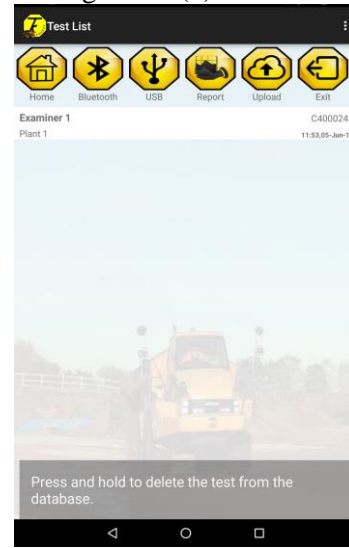 Test List
Home Bluetooth USB Report Upload Exit
Examiner 1 C400024
Plant 1 11:53,05-Jun-1
Press and hold to delete the test from the
database.